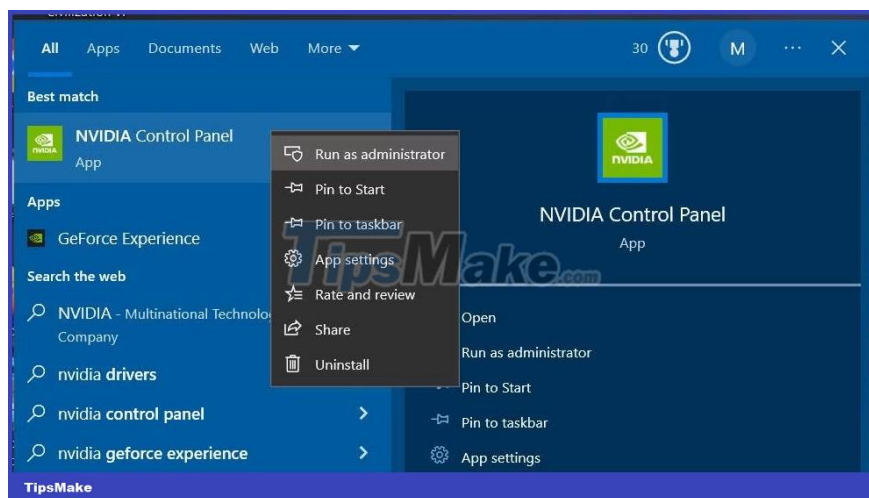 Civilization VI
All Apps Documents Web More 30 M ...
Best match
NVIDIA Control Panel
App
Apps
GeForce Experience
Search the web
NVIDIA - Multinational Technolo
Company
nvidia drivers
nvidia control panel
nvidia geforce experience
Run as administrator
Pin to Start
Pin to taskbar
App settings
Rate and review
Share
Uninstall
NVIDIA
NVIDIA
NVIDIA Control Panel
App
Open
Run as administrator
Pin to Start
Pin to taskbar
App settings
TipsMake.com
TipsMake